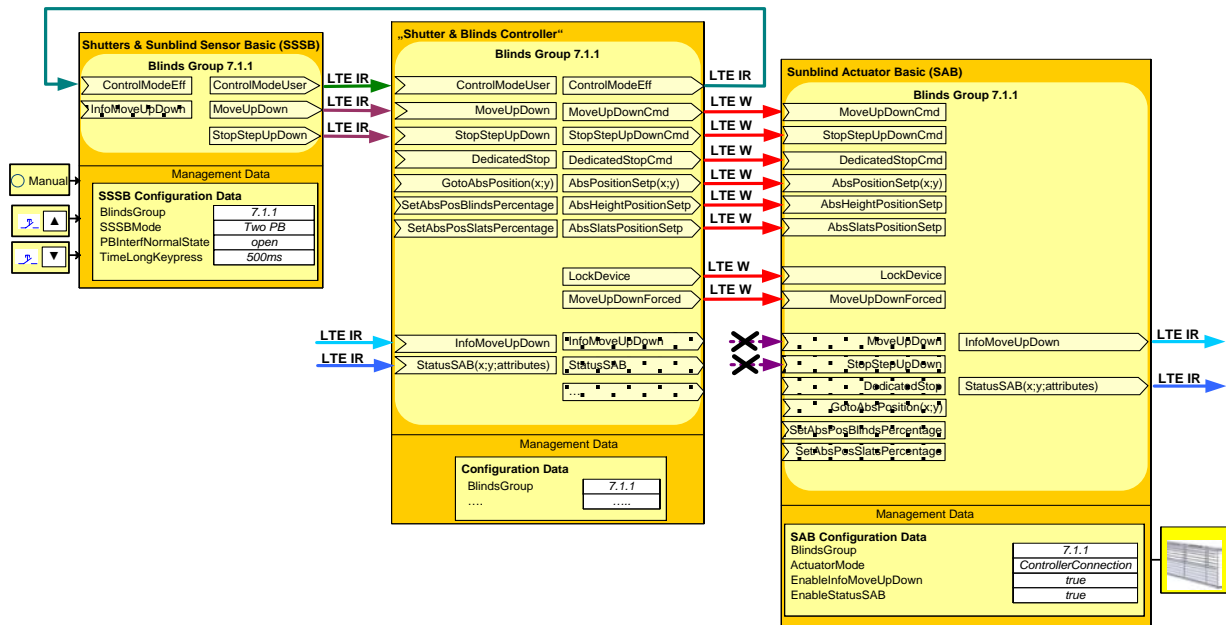 Shutters & Sunblind Sensor Basic (SSSB)
Blinds Group 7.1.1
ControlModeEff
ControlModeUser
InfoMoveUpDown
MoveUpDown
StopStepUpDown
Management Data
SSSB Configuration Data
BlindsGroup 7.1.1
SSSBMode Two PB
PBInterfNormalState open
TimeLongKeypress 500ms
Manual
LTE IR
LTE IR
LTE IR
„Shutter & Blinds Controller“
Blinds Group 7.1.1
ControlModeUser
ControlModeEff
MoveUpDown
MoveUpDownCmd
StopStepUpDown
StopStepUpDownCmd
DedicatedStop
DedicatedStopCmd
GotoAbsPosition(x;y)
AbsPositionSetp(x;y)
SetAbsPosBlindsPercentage
AbsHeightPositionSetp
SetAbsPosSlatsPercentage
AbsSlatsPositionSetp
LockDevice
MoveUpDownForced
LTE IR
InfoMoveUpDown
InfoMoveUpDown
LTE IR
StatusSAB(x;y;attributes)
StatusSAB
...
Management Data
Configuration Data
BlindsGroup 7.1.1
.... .....
LTE IR
LTE W
LTE W
LTE W
LTE W
LTE W
LTE W
LTE W
LTE W
Sunblind Actuator Basic (SAB)
Blinds Group 7.1.1
MoveUpDownCmd
StopStepUpDownCmd
DedicatedStopCmd
AbsPositionSetp(x;y)
AbsHeightPositionSetp
AbsSlatsPositionSetp
LockDevice
MoveUpDownForced
MoveUpDown
InfoMoveUpDown
StopStepUpDown
DedicatedStop
StatusSAB(x;y;attributes)
GotoAbsPosition(x;y)
SetAbsPosBlindsPercentage
SetAbsPosSlatsPercentage
LTE IR
LTE IR
Management Data
SAB Configuration Data
BlindsGroup 7.1.1
ActuatorMode ControllerConnection
EnableInfoMoveUpDown true
EnableStatusSAB true